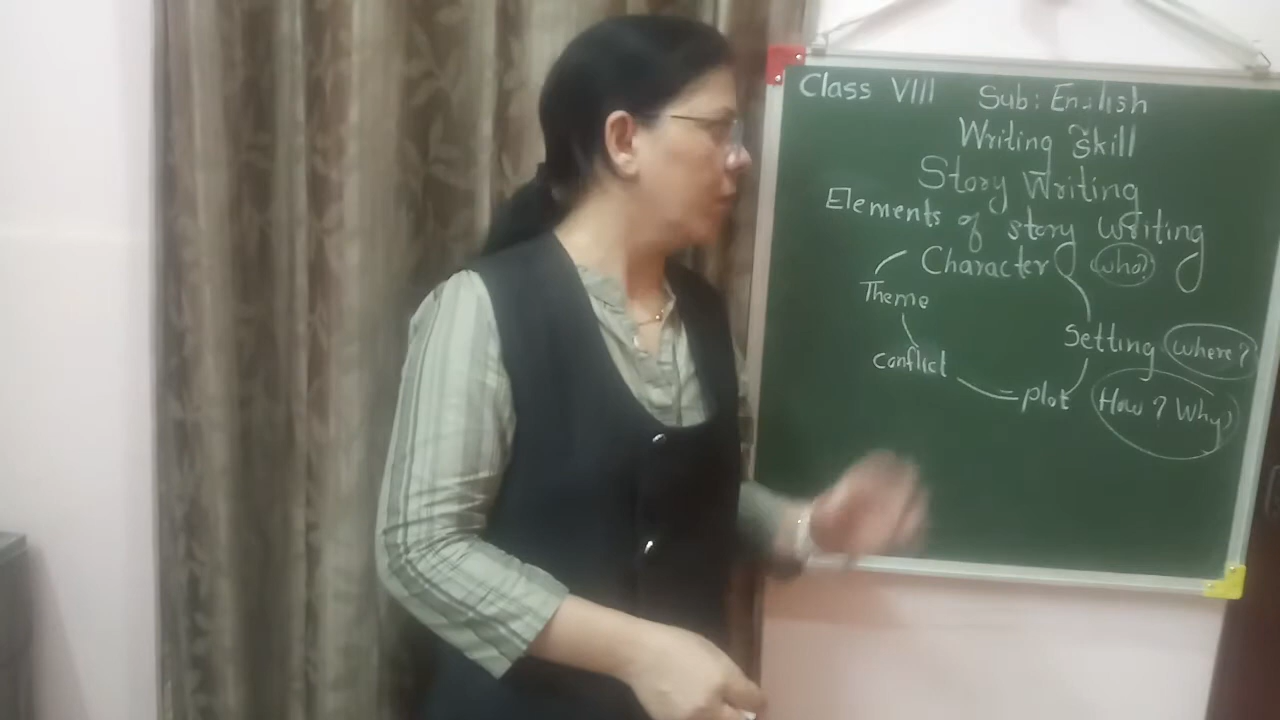 Class VIII Sub: English
Writing Skill
Story Writing
Elements of story writing
Character who?
Theme
Setting where?
Conflict
plot How? Why?